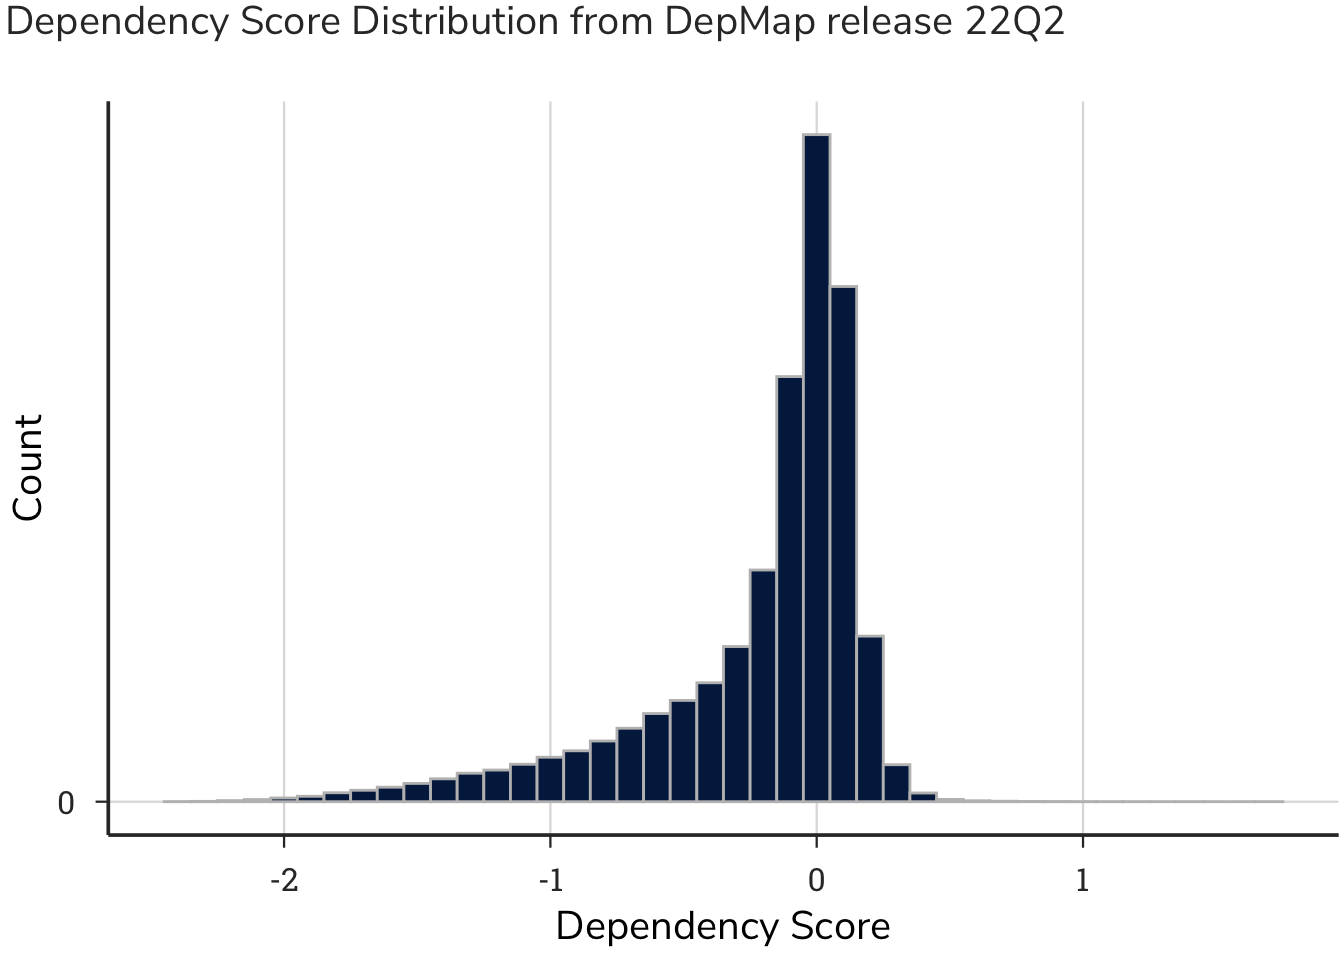 Dependency Score Distribution from DepMap release 22Q2
Count
0
-2 -1 0 1
Dependency Score